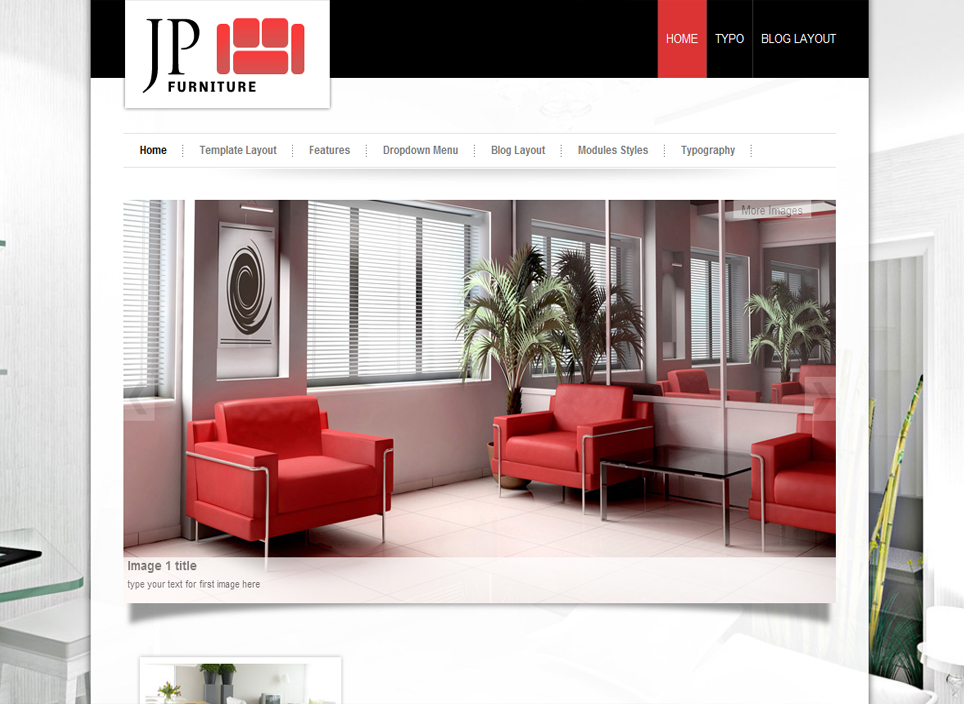 JP
FURNITURE
HOME
TYPO
BLOG LAYOUT
Home
Template Layout
Features
Dropdown Menu
Blog Layout
Modules Styles
Typography
More Images
Image 1 title
type your text for first image here